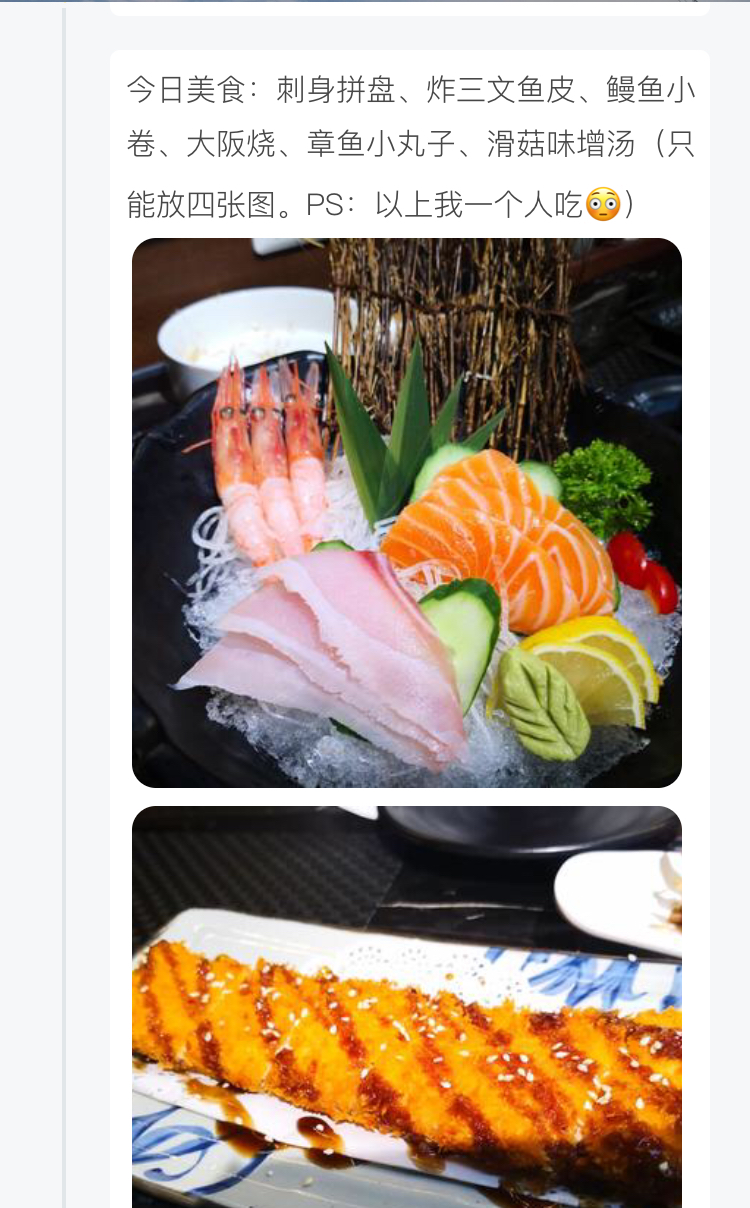 今日美食：刺身拼盘、炸三文鱼皮、鳗鱼小
卷、大阪烧、章鱼小丸子、滑菇味增汤（只
能放四张图。PS：以上我一个人吃😳）